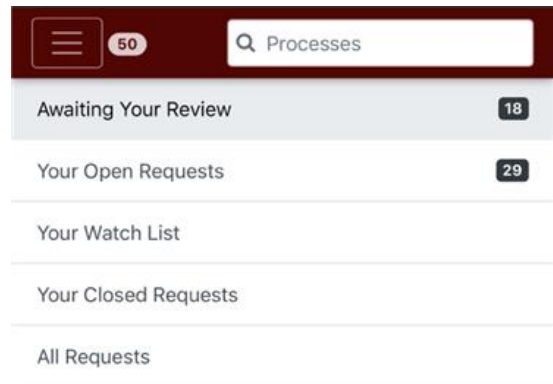 50 Processes
Awaiting Your Review 18
Your Open Requests 29
Your Watch List
Your Closed Requests
All Requests